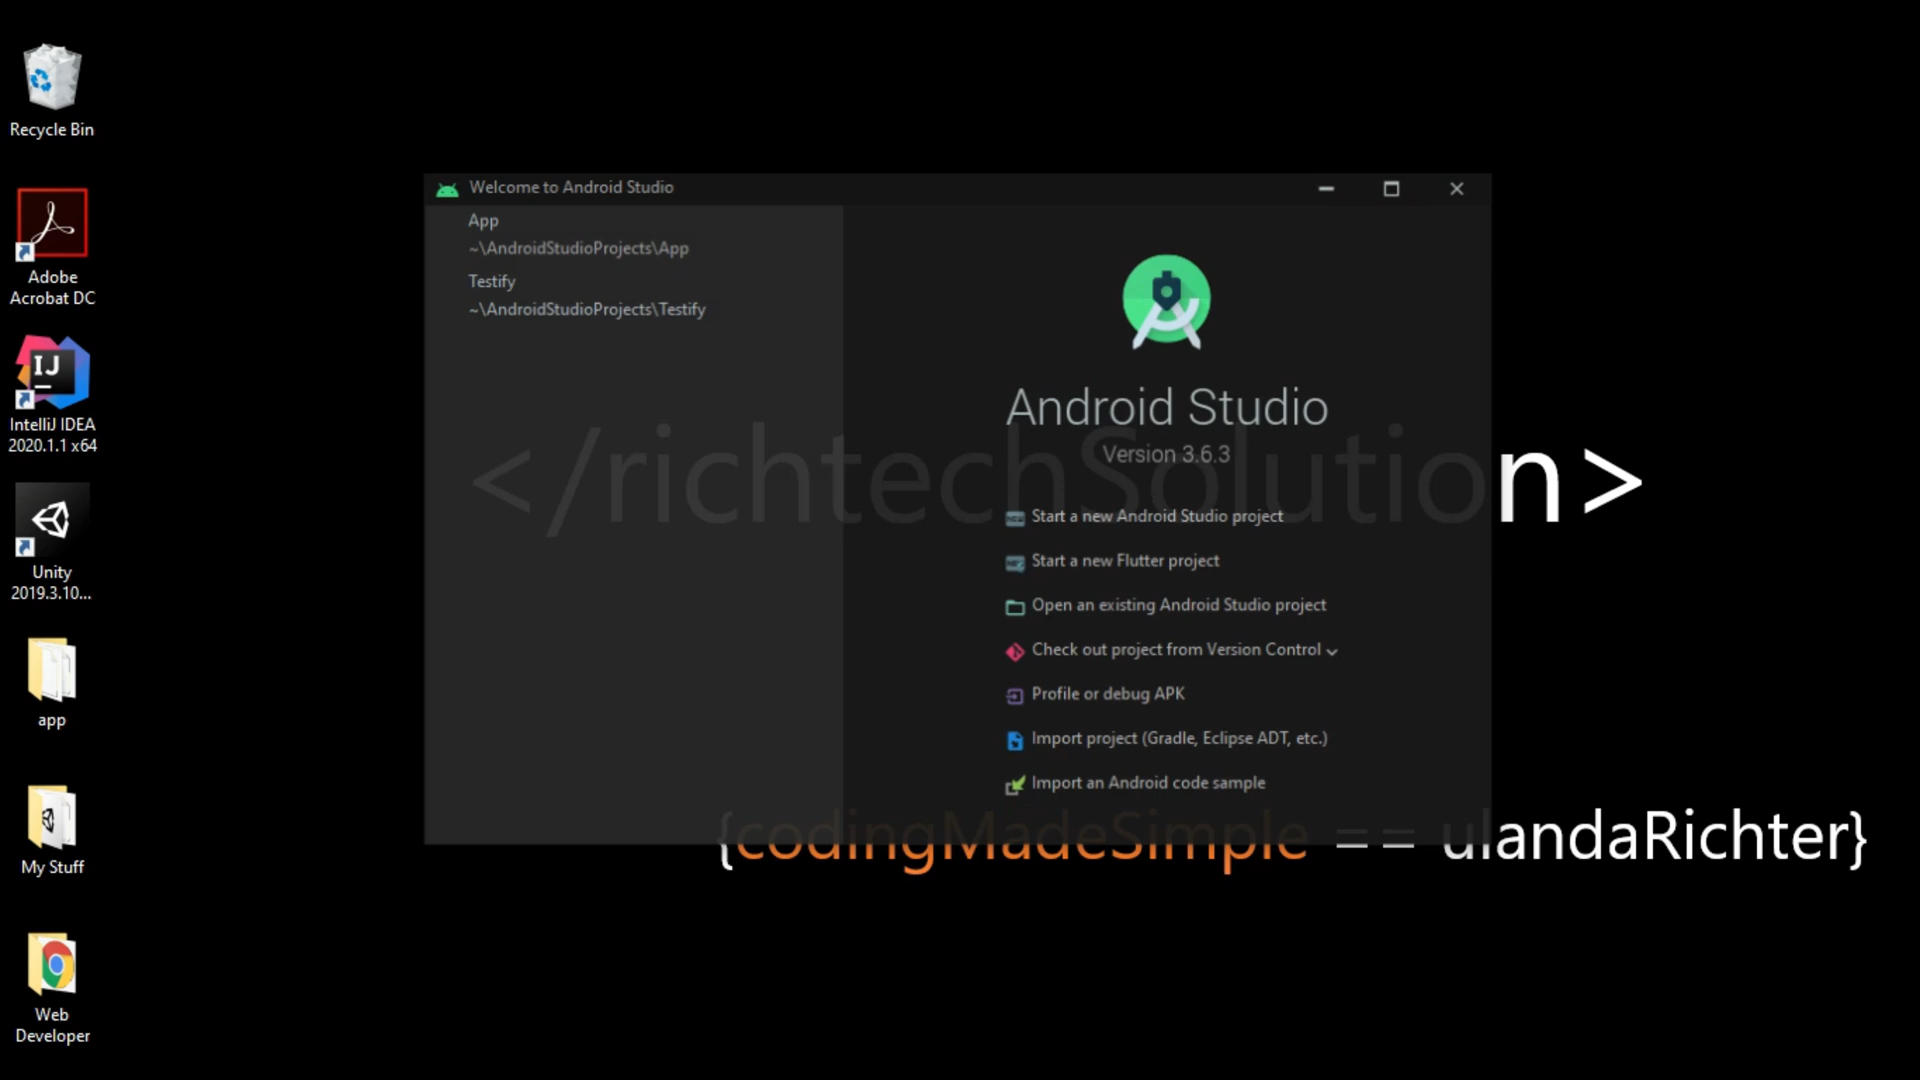 Recycle Bin
Adobe
Acrobat DC
IJ
IntelliJ IDEA
2020.1.1 x64
Unity
2019.3.10...
app
My Stuff
Web
Developer
Welcome to Android Studio
App
~\AndroidStudioProjects\App
Testify
~\AndroidStudioProjects\Testify
Android Studio
Version 3.6.3
</richtechSolution>
Start a new Android Studio project
Start a new Flutter project
Open an existing Android Studio project
Check out project from Version Control
Profile or debug APK
Import project (Gradle, Eclipse ADT, etc.)
Import an Android code sample
{codingMadeSimple == ulandaRichter}